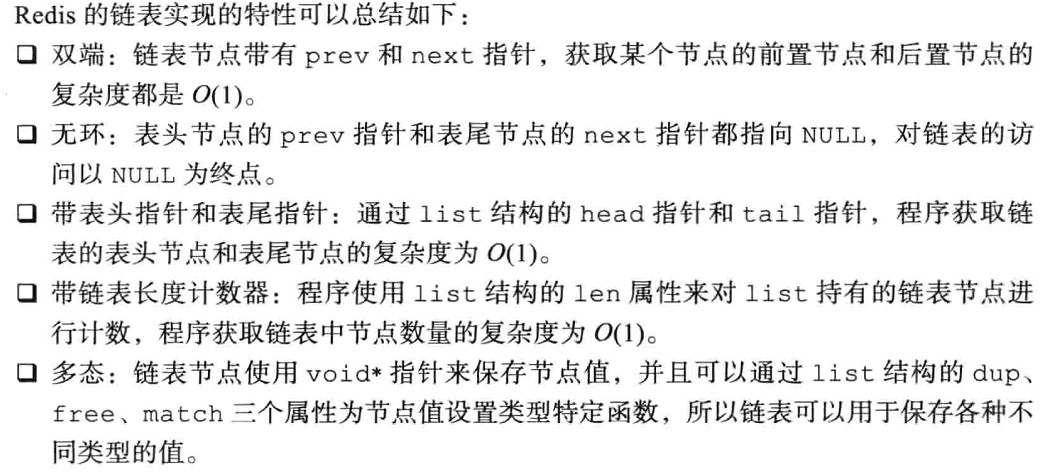 Redis 的链表实现的特性可以总结如下：
❑ 双端：链表节点带有 prev 和 next 指针，获取某个节点的前置节点和后置节点的
复杂度都是 O(1)。
❑ 无环：表头节点的 prev 指针和表尾节点的 next 指针都指向 NULL，对链表的访
问以 NULL 为终点。
❑ 带表头指针和表尾指针：通过 list 结构的 head 指针和 tail 指针，程序获取链
表的表头节点和表尾节点的复杂度为 O(1)。
❑ 带链表长度计数器：程序使用 list 结构的 len 属性来对 list 持有的链表节点进
行计数，程序获取链表中节点数量的复杂度为 O(1)。
❑ 多态：链表节点使用 void* 指针来保存节点值，并且可以通过 list 结构的 dup、
free、match 三个属性为节点值设置类型特定函数，所以链表可以用于保存各种不
同类型的值。